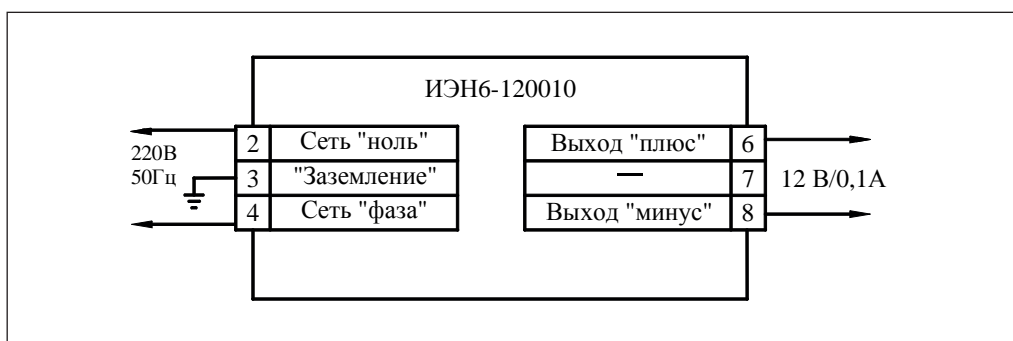 ИЭН6-120010
220В
50Гц
2 Сеть "ноль"
3 "Заземление"
4 Сеть "фаза"
Выход "плюс" 6
— 7
Выход "минус" 8
12 В/0,1А